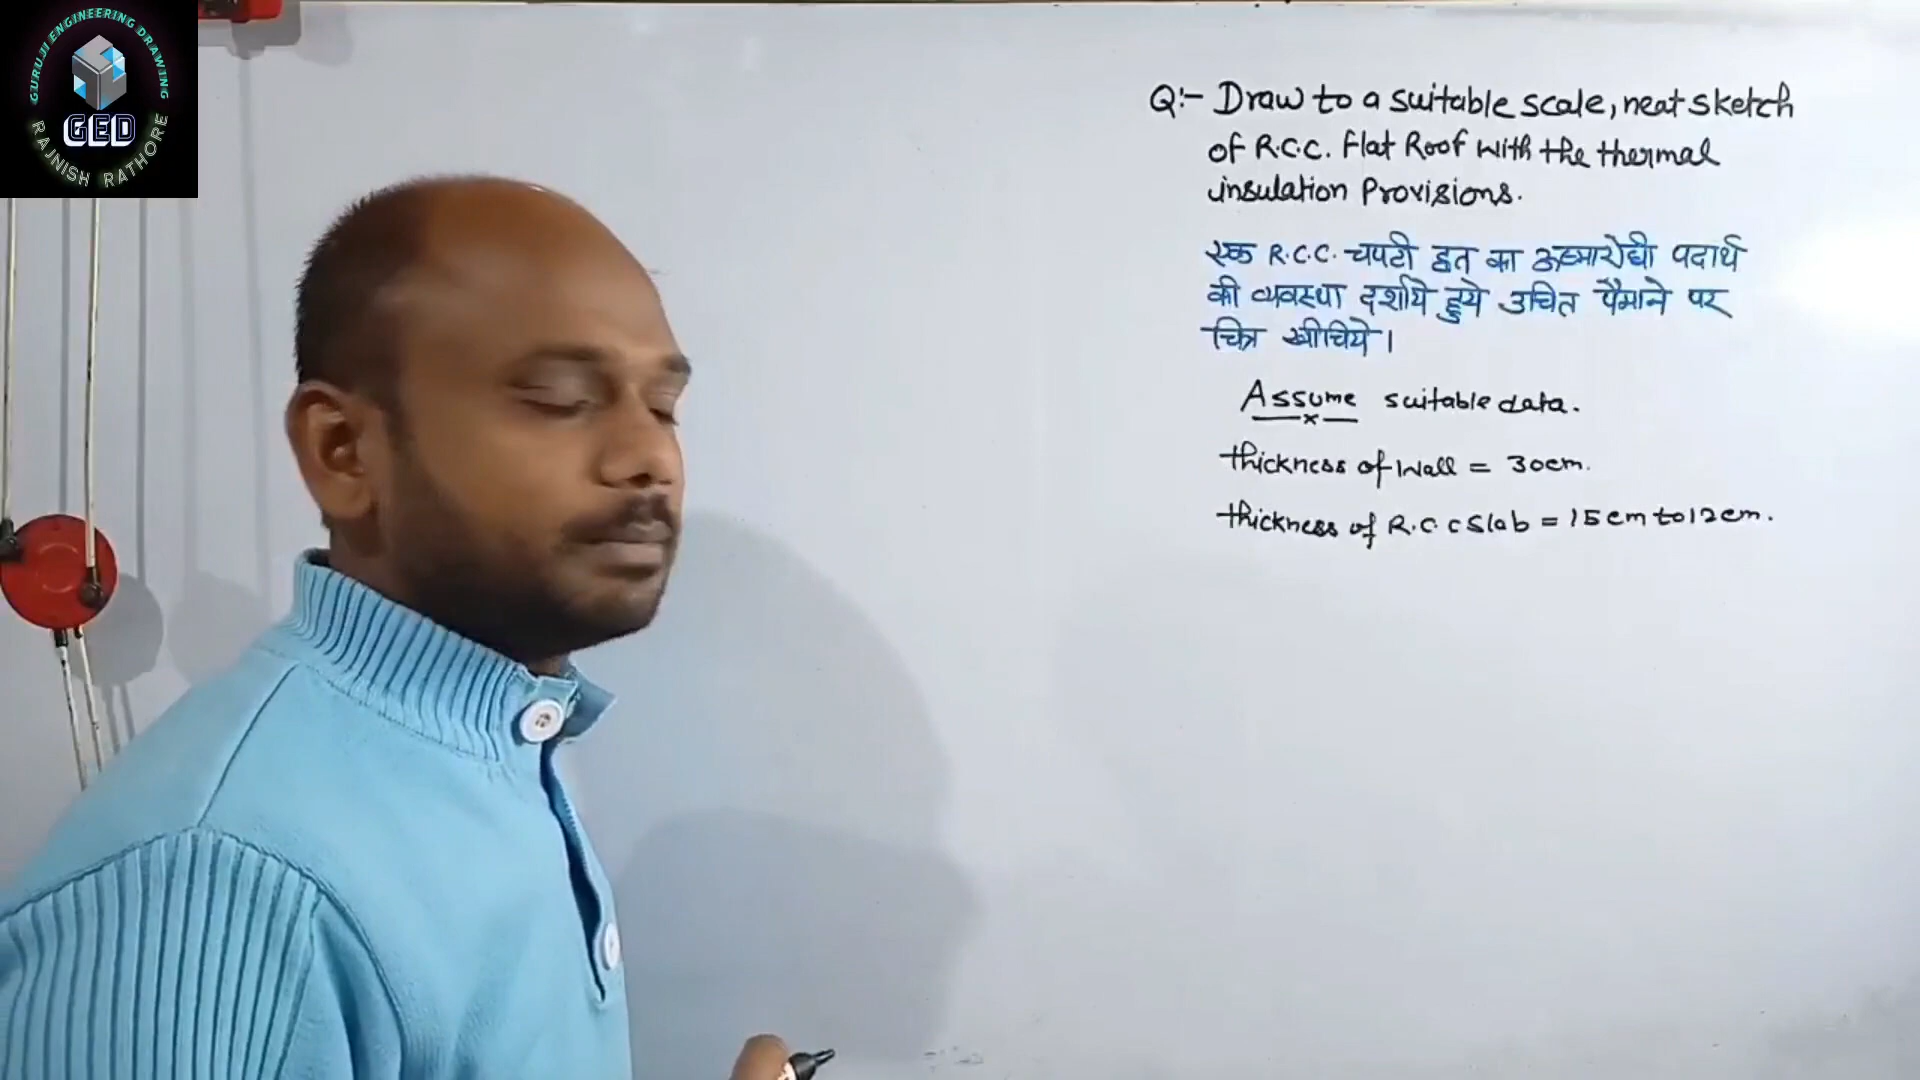 GURUJI ENGINEERING DRAWING
GED
RAJNISH RATHORE
Q:- Draw to a suitable scale, neat sketch
of R.C.C. flat Roof with the thermal
insulation Provisions.
एक R.C.C. चपटी छत का ऊष्मारोधी पदार्थ
की व्यवस्था दर्शाये हुये उचित पैमाने पर
चित्र खीचिये।
Assume suitable data.
thickness of wall = 30cm.
thickness of R.C.C Slab = 15cm to 12cm.